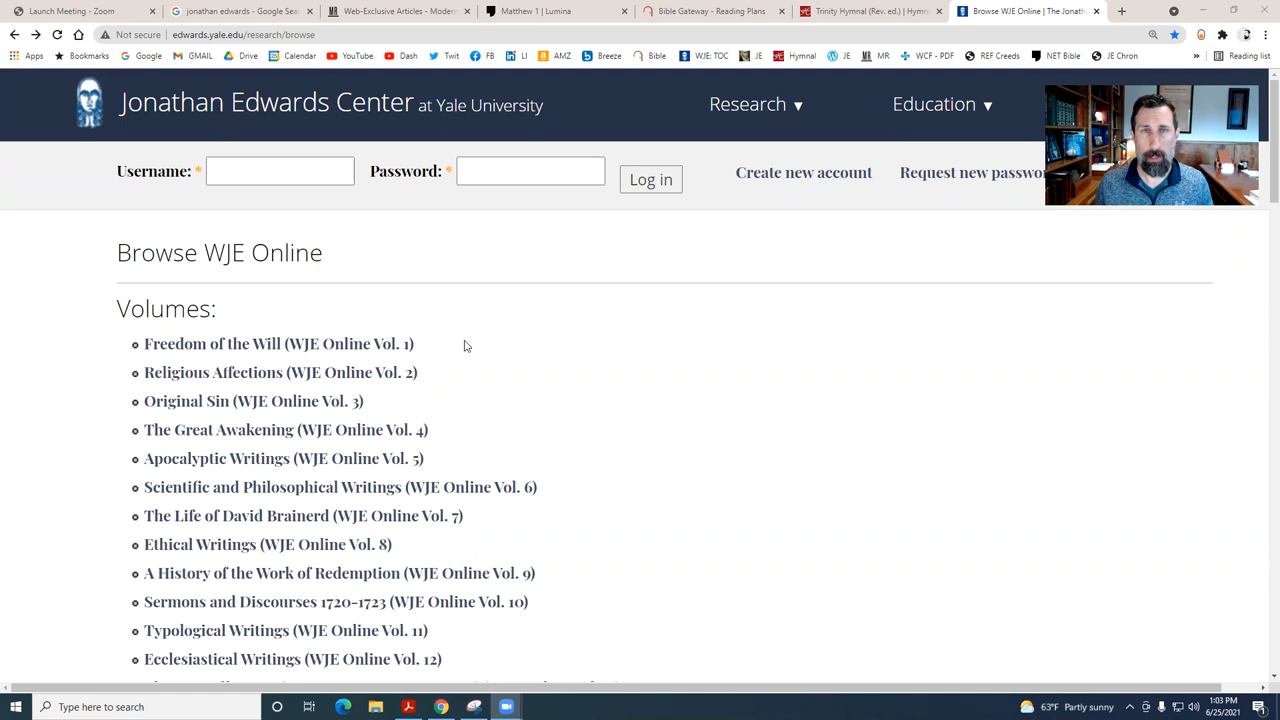 Launch Meeting - Zoom
jonathan edwards - Google Sea
Web-Exclusive Articles - Moder
Matthew 1 | Lumina
Bible Gateway - Reading Plans
Trinity Hymnal (Rev. ed.) | Hymn
Browse WJE Online | The Jonath
Not secure | edwards.yale.edu/research/browse
Apps
Bookmarks
Google
GMAIL
Drive
Calendar
YouTube
Dash
Twit
FB
LI
AMZ
Breeze
Bible
WJE: TOC
JE
Hymnal
JE
MR
WCF - PDF
REF Creeds
NET Bible
JE Chron
»
Reading list
Jonathan Edwards Center at Yale University
Research ▼
Education ▼
Username: *
Password: *
Log in
Create new account
Request new passwor
Browse WJE Online
Volumes:
Freedom of the Will (WJE Online Vol. 1)
Religious Affections (WJE Online Vol. 2)
Original Sin (WJE Online Vol. 3)
The Great Awakening (WJE Online Vol. 4)
Apocalyptic Writings (WJE Online Vol. 5)
Scientific and Philosophical Writings (WJE Online Vol. 6)
The Life of David Brainerd (WJE Online Vol. 7)
Ethical Writings (WJE Online Vol. 8)
A History of the Work of Redemption (WJE Online Vol. 9)
Sermons and Discourses 1720-1723 (WJE Online Vol. 10)
Typological Writings (WJE Online Vol. 11)
Ecclesiastical Writings (WJE Online Vol. 12)
Type here to search
63°F Partly sunny
1:03 PM
6/25/2021